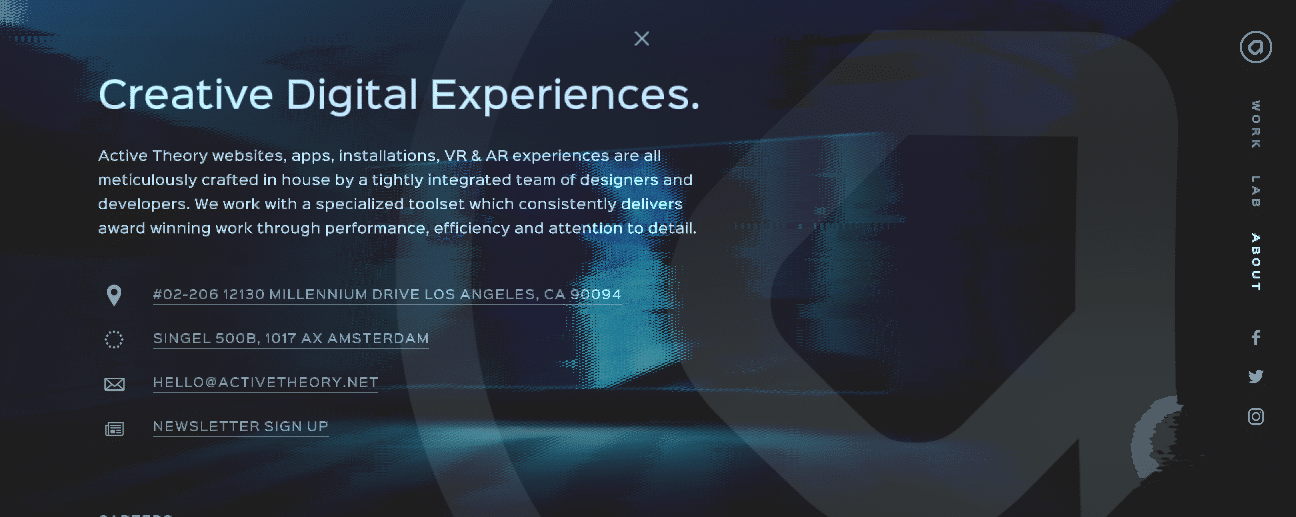 Creative Digital Experiences.
Active Theory websites, apps, installations, VR & AR experiences are all
meticulously crafted in house by a tightly integrated team of designers and
developers. We work with a specialized toolset which consistently delivers
award winning work through performance, efficiency and attention to detail.
#02-206 12130 MILLENNIUM DRIVE LOS ANGELES, CA 90094
SINGEL 500B, 1017 AX AMSTERDAM
HELLO@ACTIVETHEORY.NET
NEWSLETTER SIGN UP
WORK
LAB
ABOUT